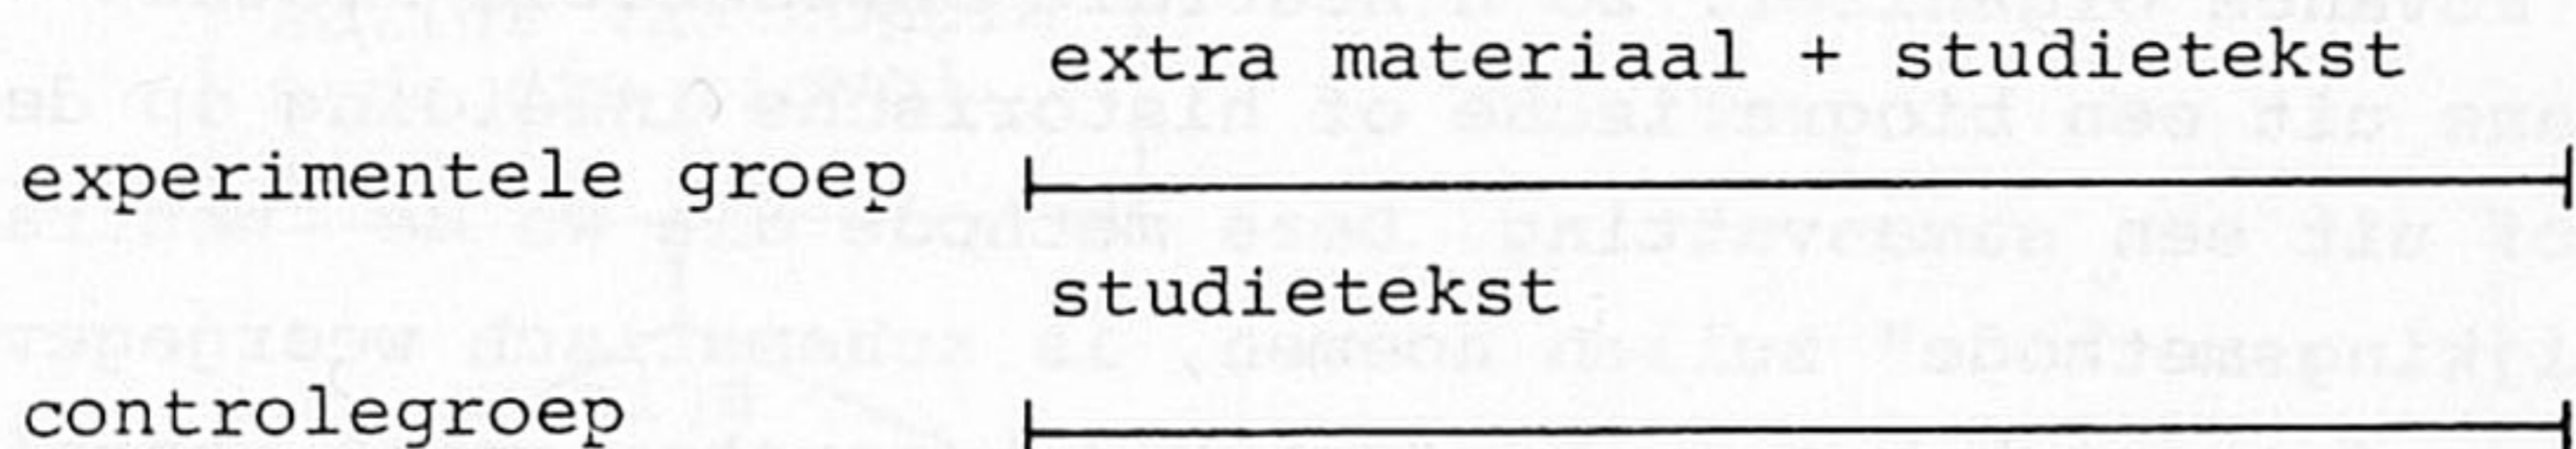 extra materiaal + studietekst
experimentele groep
studietekst
controlegroep